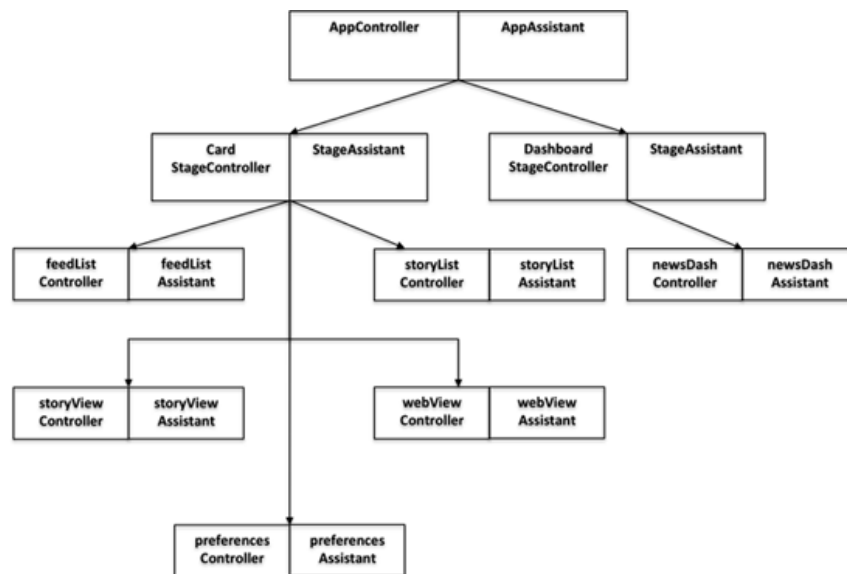 AppController AppAssistant
Card StageAssistant Dashboard StageAssistant
StageController StageController
feedList feedList storyList storyList newsDash newsDash
Controller Assistant Controller Assistant Controller Assistant
storyView storyView webView webView
Controller Assistant Controller Assistant
preferences preferences
Controller Assistant